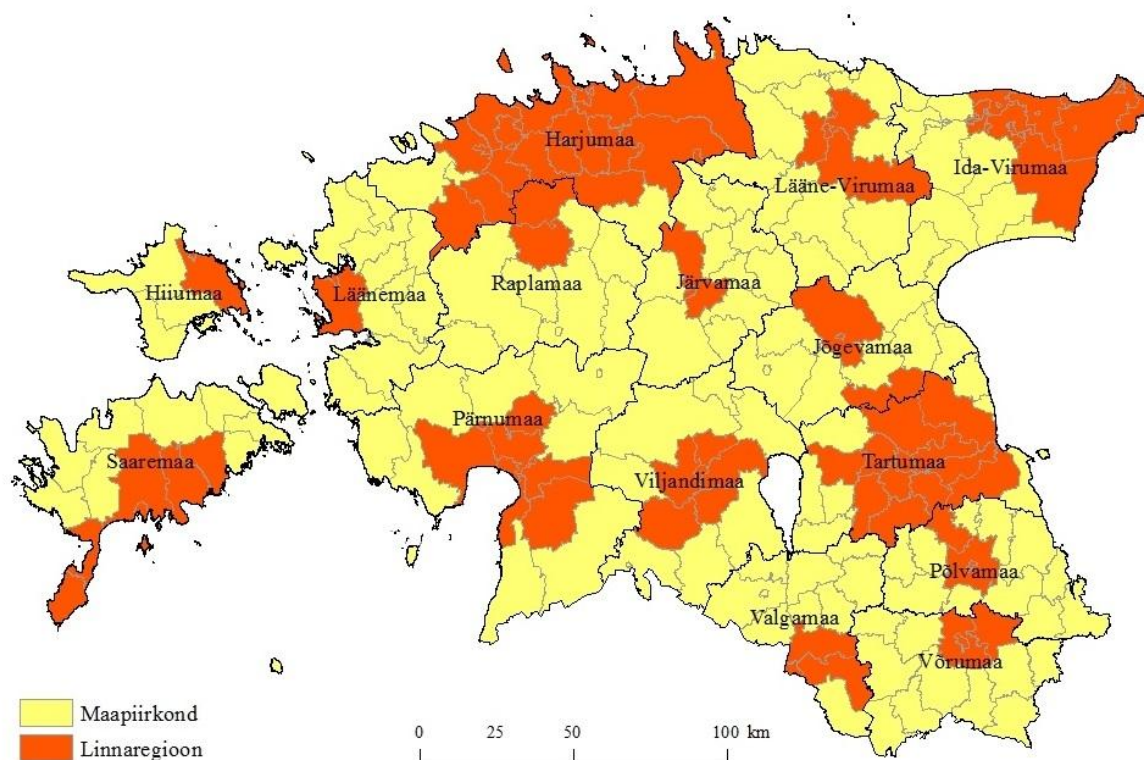 Harjumaa
Lääne-Virumaa
Ida-Virumaa
Hiiumaa
Läänemaa
Raplamaa
Järvamaa
Jõgevamaa
Pärnumaa
Saaremaa
Viljandimaa
Tartumaa
Põlvamaa
Valgamaa
Võrumaa
Maapiirkond
Linnaregioon
0 25 50 100 km